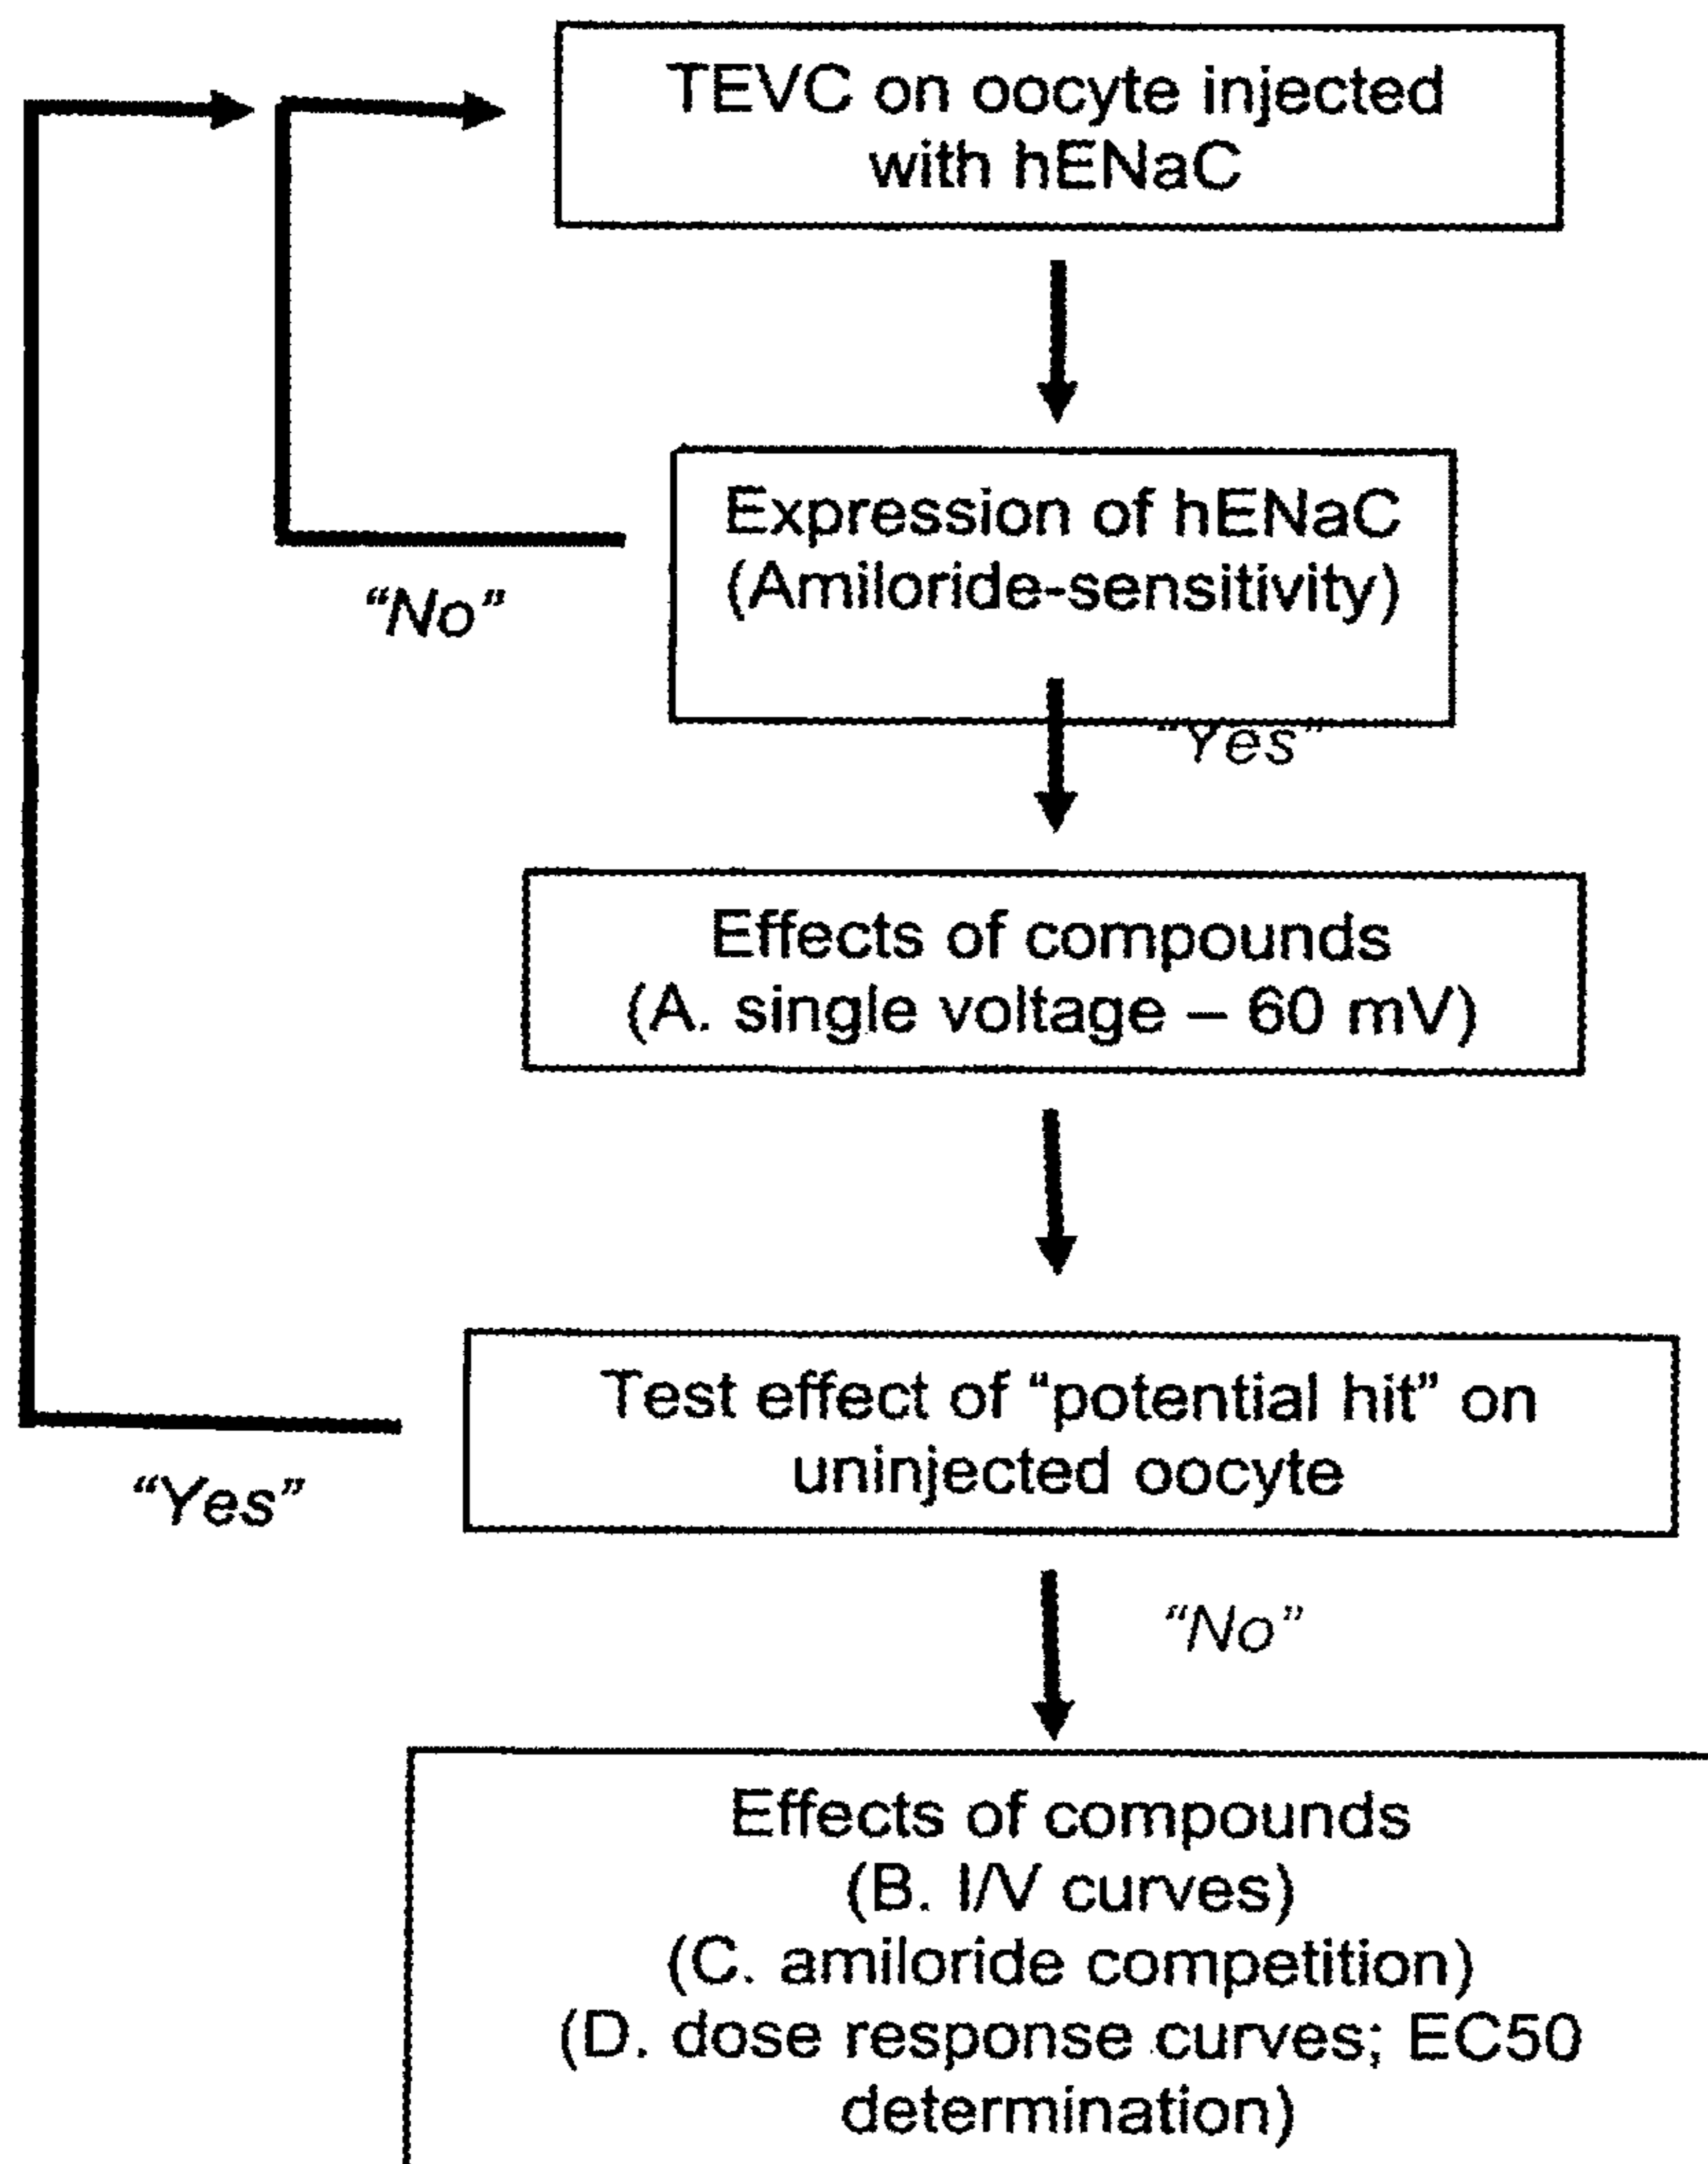 TEVC on oocyte injected
with hENaC
Expression of hENaC
(Amiloride-sensitivity)
“No”
“Yes”
Effects of compounds
(A. single voltage – 60 mV)
Test effect of “potential hit” on
uninjected oocyte
“Yes”
“No”
Effects of compounds
(B. I/V curves)
(C. amiloride competition)
(D. dose response curves; EC50
determination)